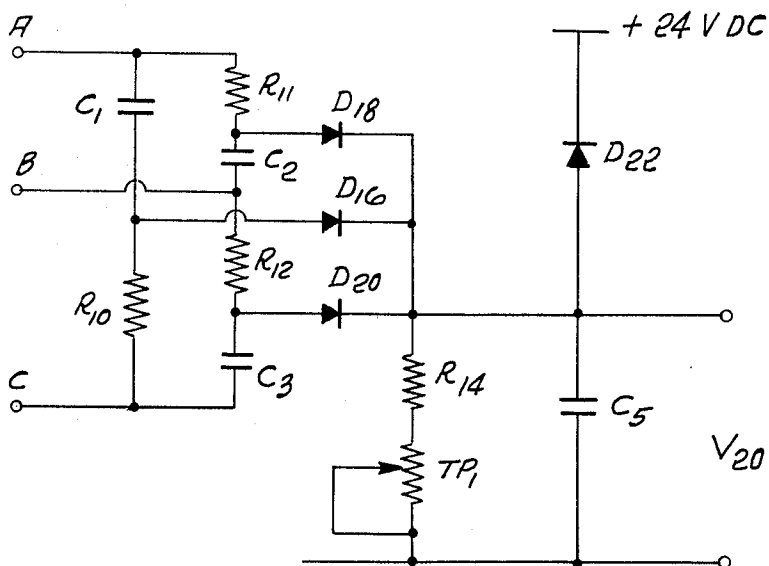 A
+ 24 V DC
R11
D18
C1
B
C2
D22
D16
R12
D20
R10
C
C3
R14
C5
V20
TP1